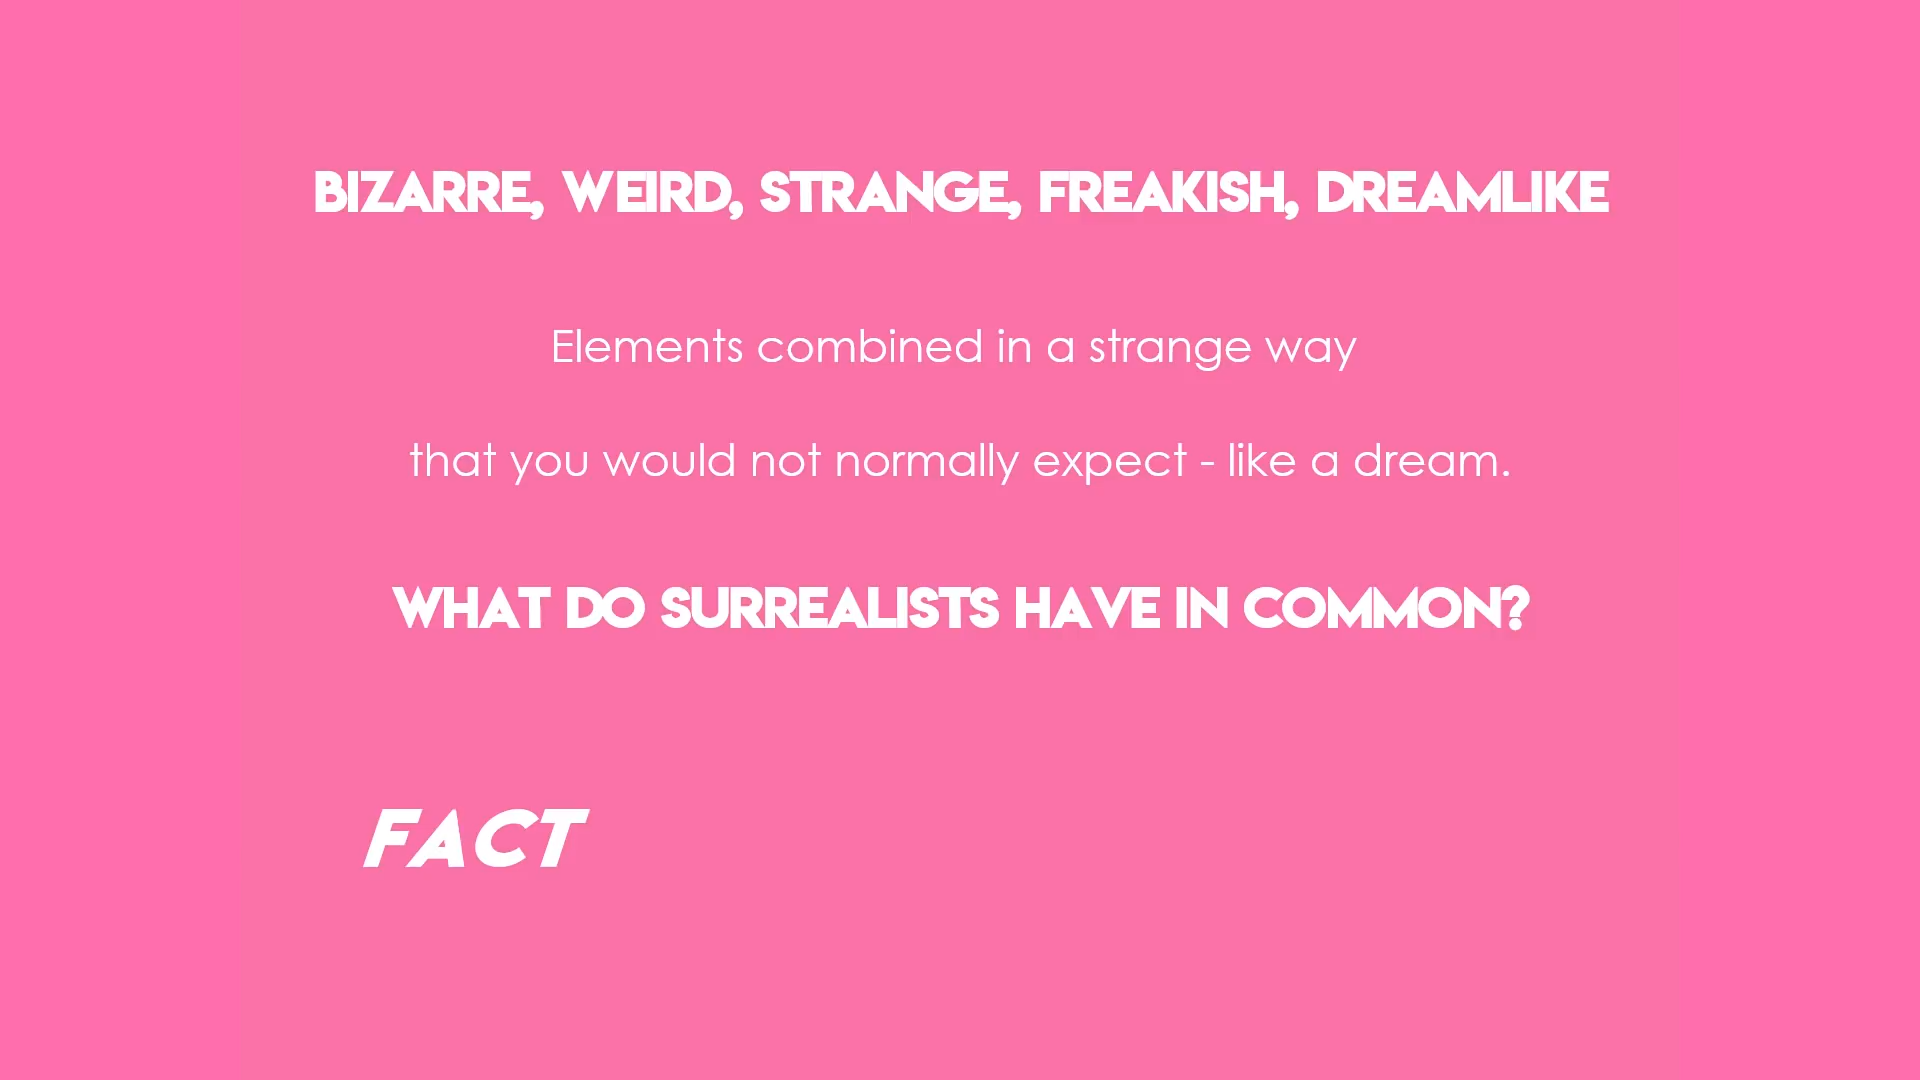 BIZARRE, WEIRD, STRANGE, FREAKISH, DREAMLIKE
Elements combined in a strange way
that you would not normally expect - like a dream.
WHAT DO SURREALISTS HAVE IN COMMON?
FACT